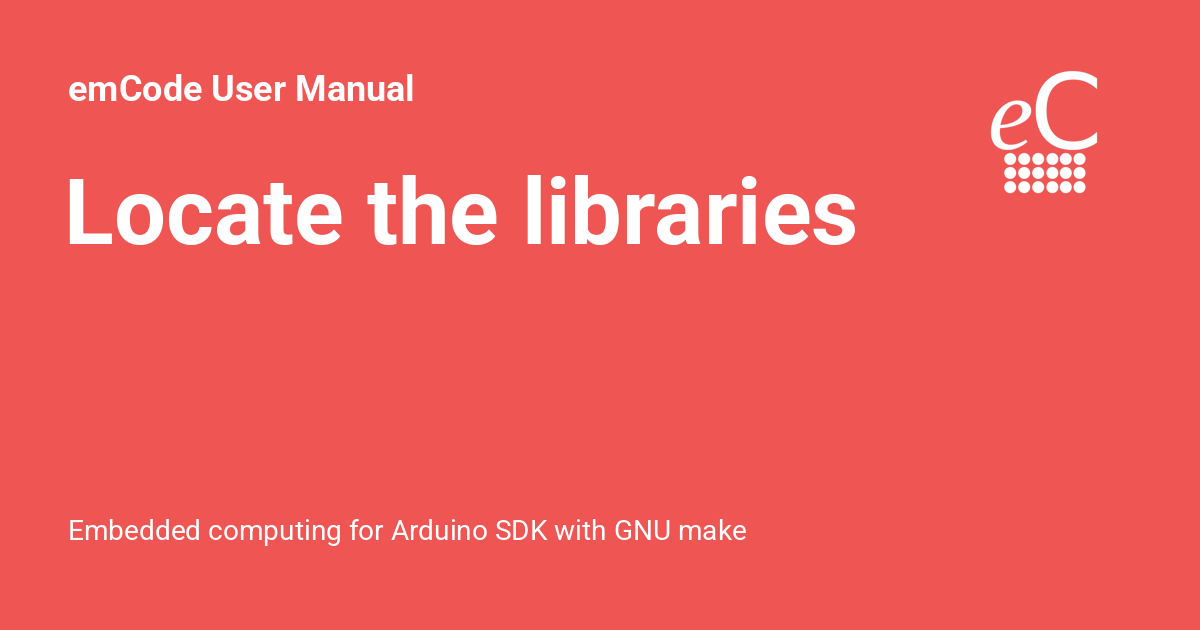 emCode User Manual
eC
Locate the libraries
Embedded computing for Arduino SDK with GNU make